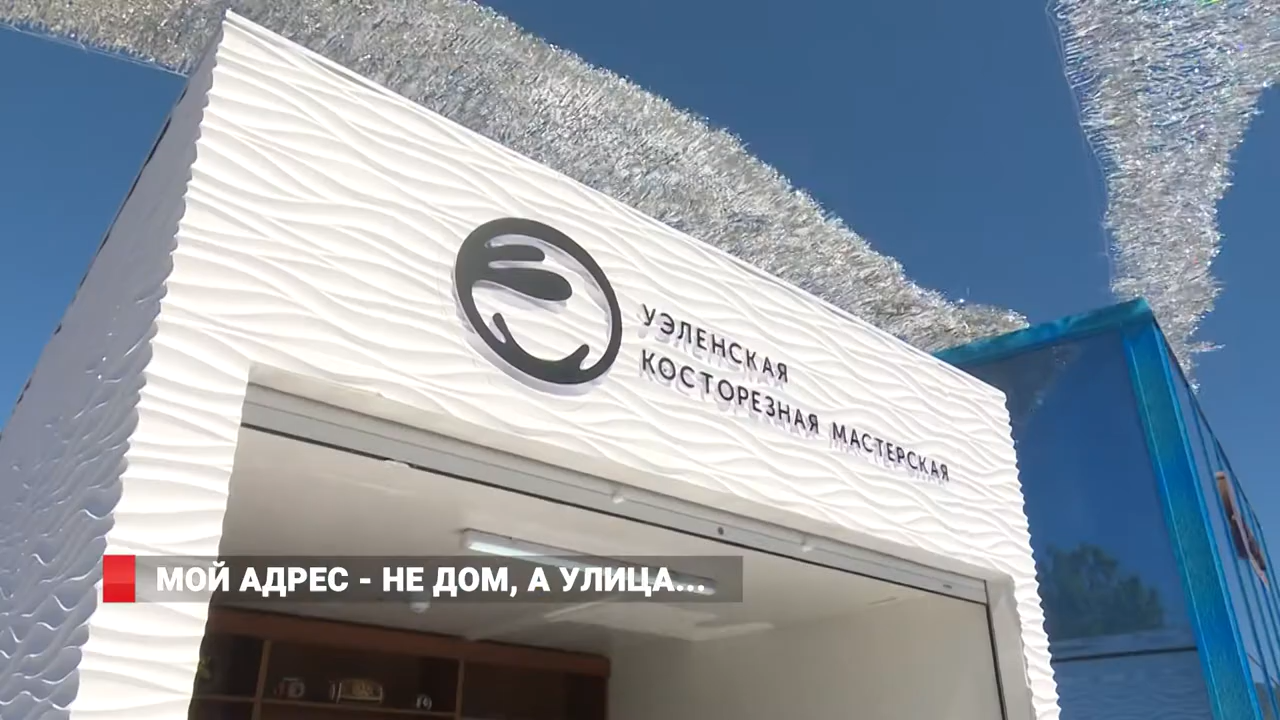 УЭЛЕНСКАЯ
КОСТОРЕЗНАЯ МАСТЕРСКАЯ
МОЙ АДРЕС - НЕ ДОМ, А УЛИЦА...